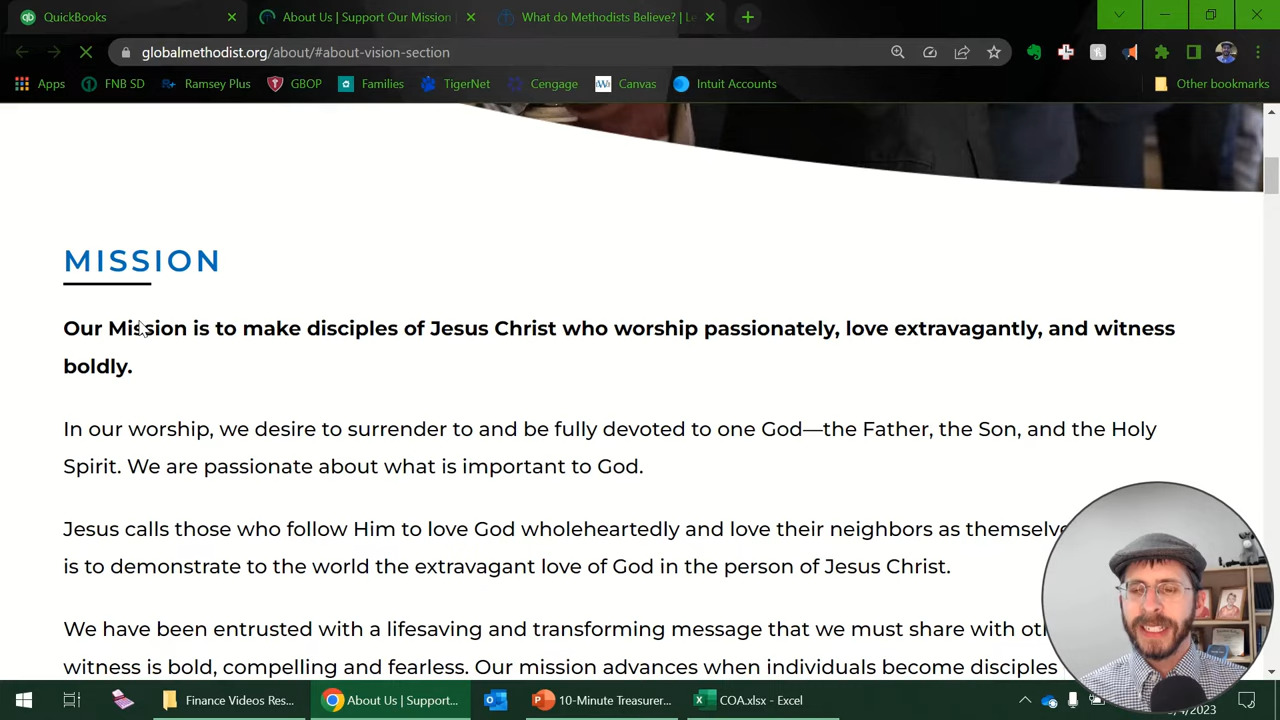 QuickBooks
About Us | Support Our Mission |
What do Methodists Believe? | Le
globalmethodist.org/about/#about-vision-section
Apps
FNB SD
Ramsey Plus
GBOP
Families
TigerNet
Cengage
Canvas
Intuit Accounts
Other bookmarks
MISSION
Our Mission is to make disciples of Jesus Christ who worship passionately, love extravagantly, and witness
boldly.
In our worship, we desire to surrender to and be fully devoted to one God—the Father, the Son, and the Holy
Spirit. We are passionate about what is important to God.
Jesus calls those who follow Him to love God wholeheartedly and love their neighbors as themselve
is to demonstrate to the world the extravagant love of God in the person of Jesus Christ.
We have been entrusted with a lifesaving and transforming message that we must share with ot
witness is bold, compelling and fearless. Our mission advances when individuals become disciples
Finance Videos Res...
About Us | Support...
10-Minute Treasurer...
COA.xlsx - Excel
/2023